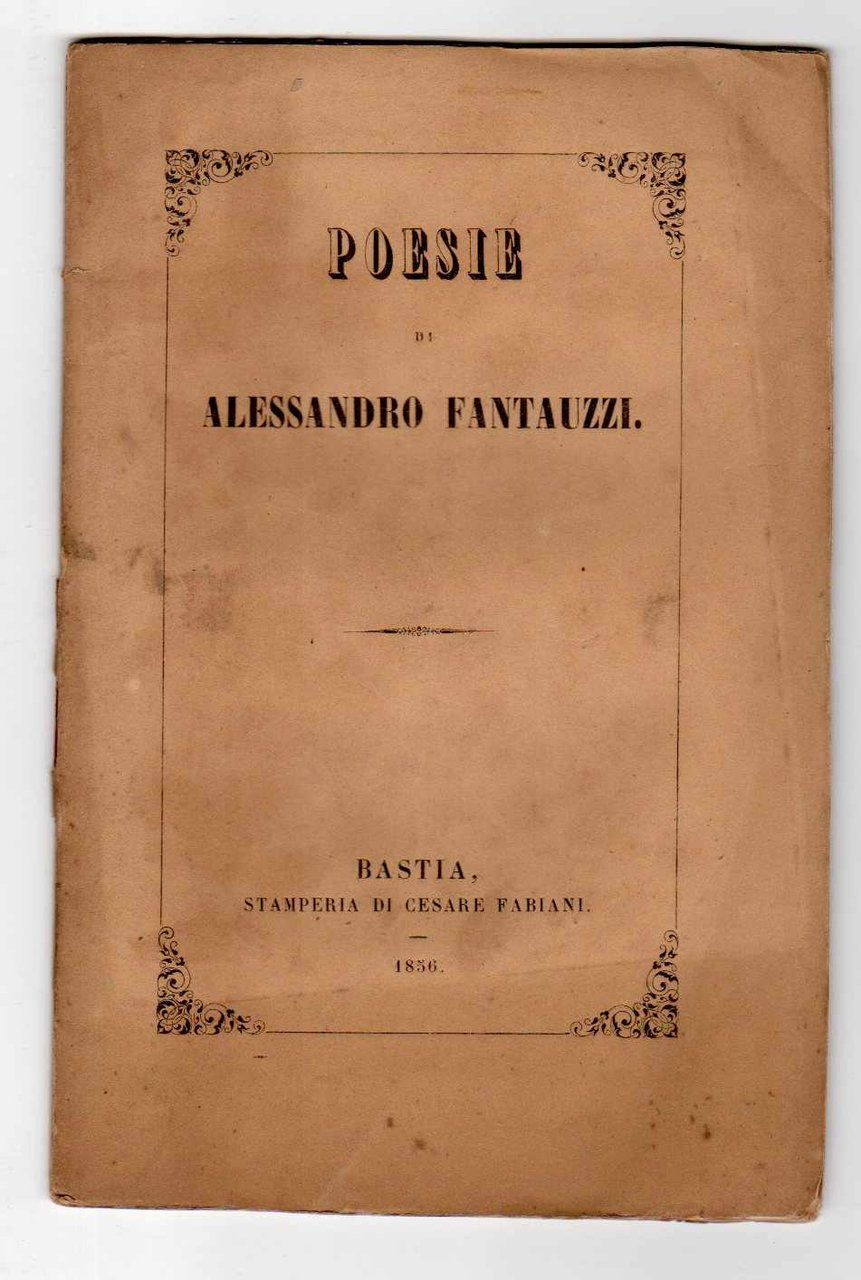 POESIE
DI
ALESSANDRO FANTAUZZI.
BASTIA,
STAMPERIA DI CESARE FABIANI.
—
1856.